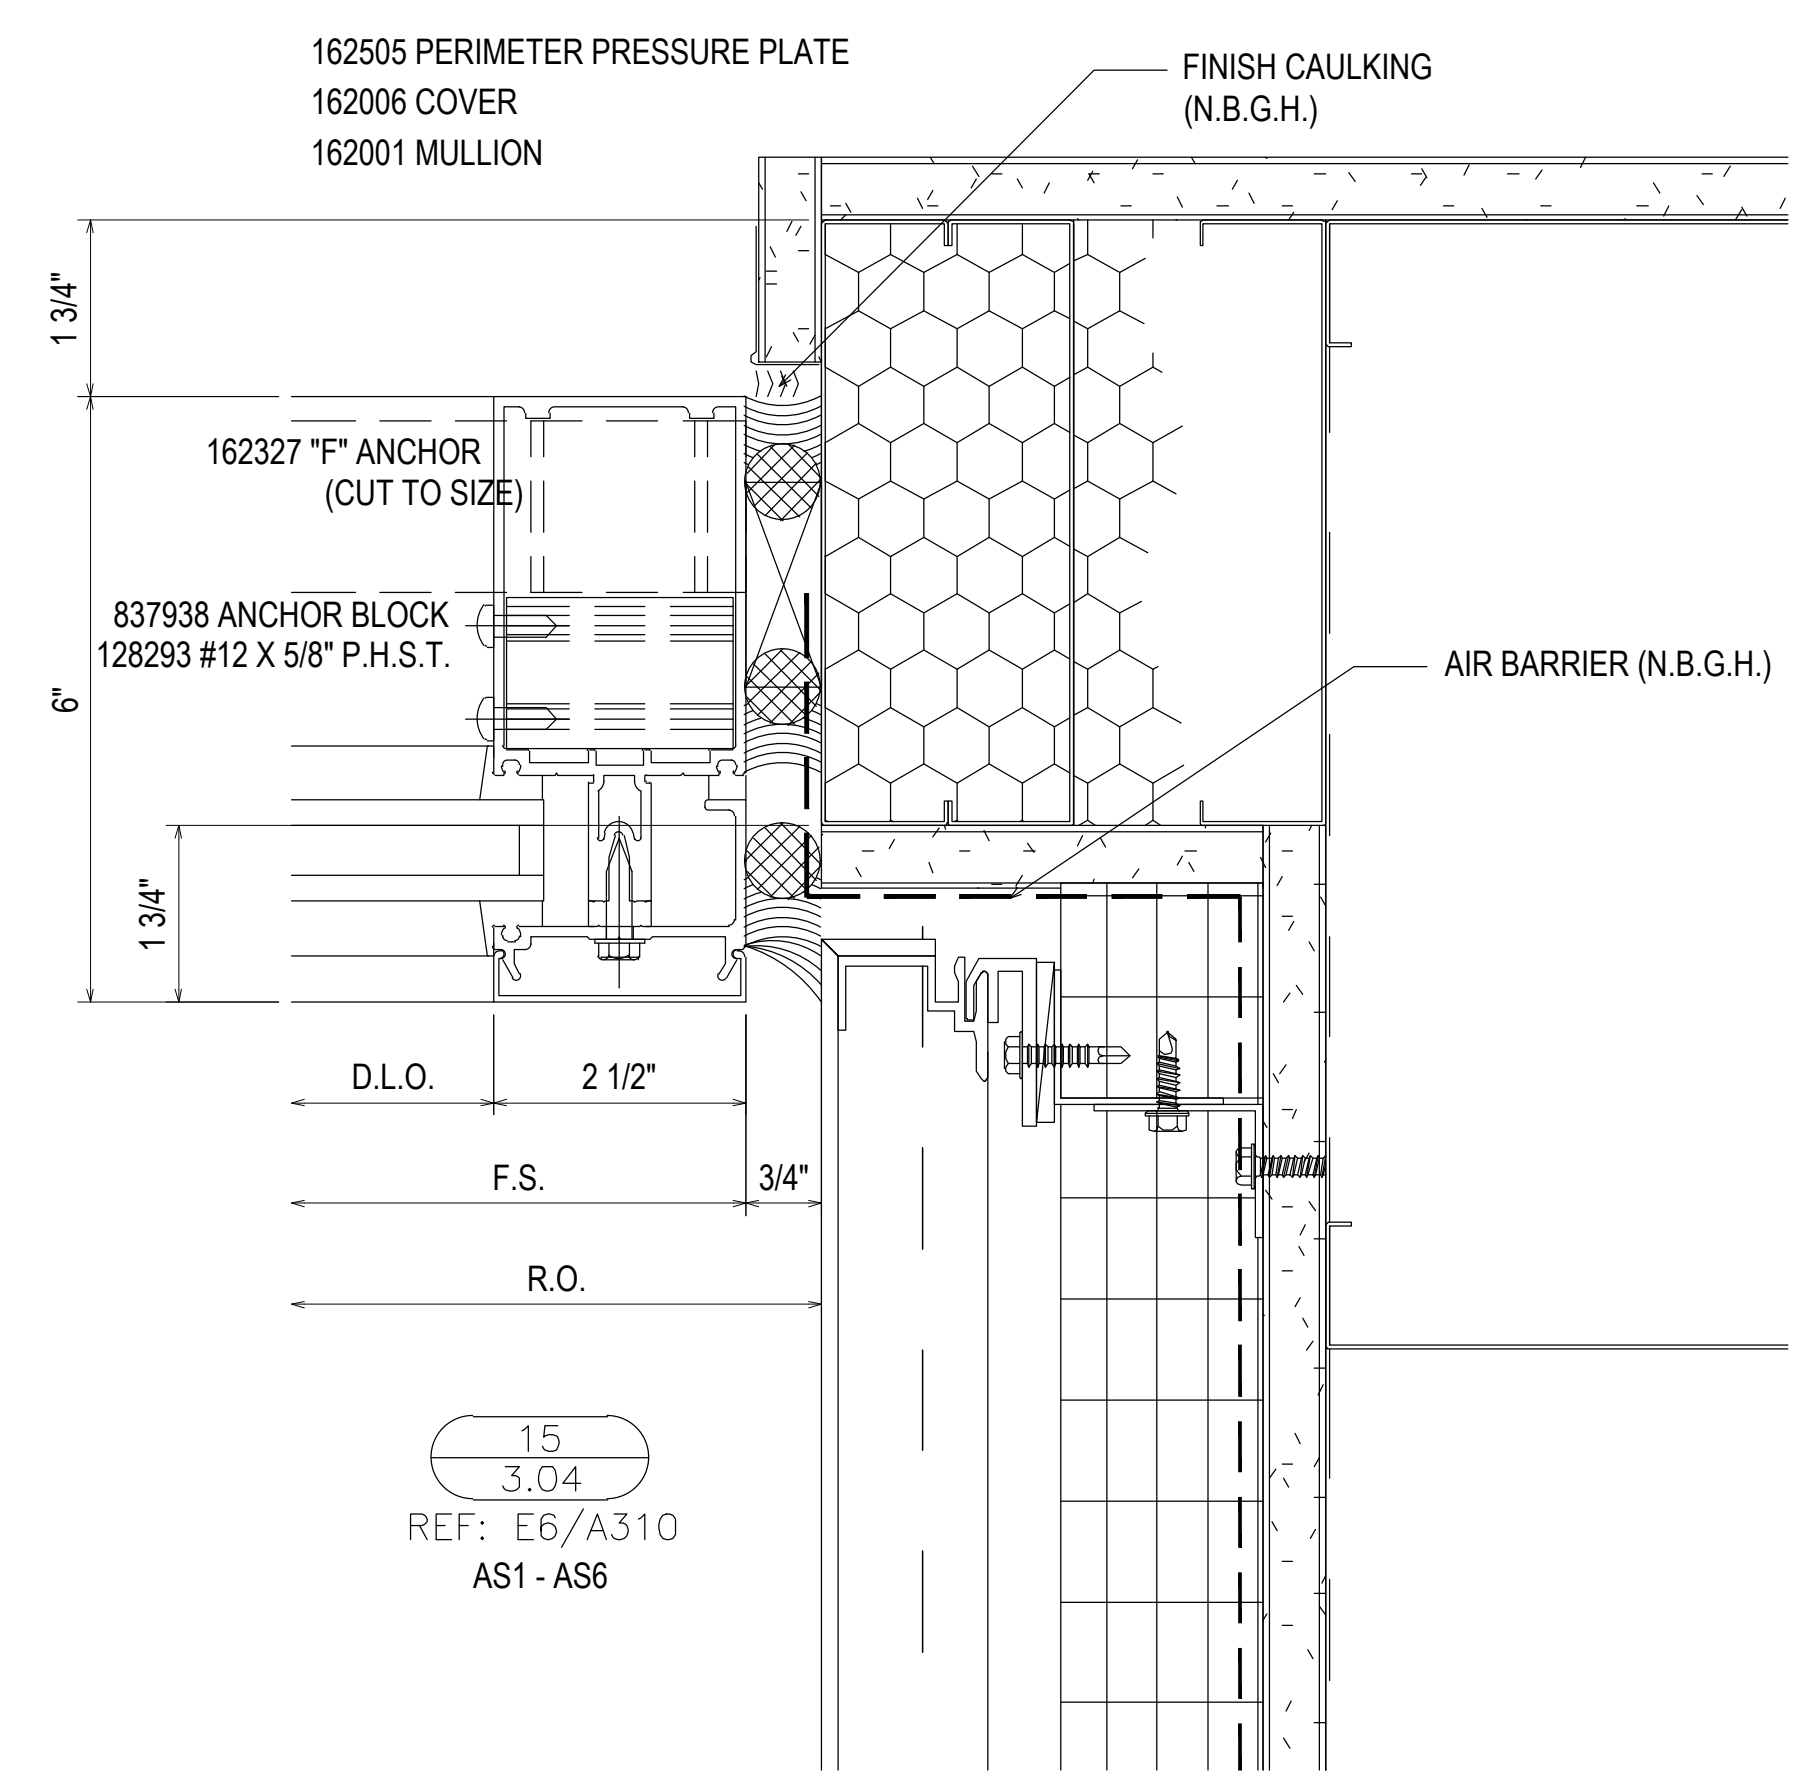 162505 PERIMETER PRESSURE PLATE
162006 COVER
162001 MULLION
FINISH CAULKING
(N.B.G.H.)
1 3/4"
162327 "F" ANCHOR
(CUT TO SIZE)
837938 ANCHOR BLOCK
128293 #12 X 5/8" P.H.S.T.
6"
AIR BARRIER (N.B.G.H.)
1 3/4"
D.L.O.
2 1/2"
F.S.
3/4"
R.O.
15
3.04
REF: E6/A310
AS1 - AS6